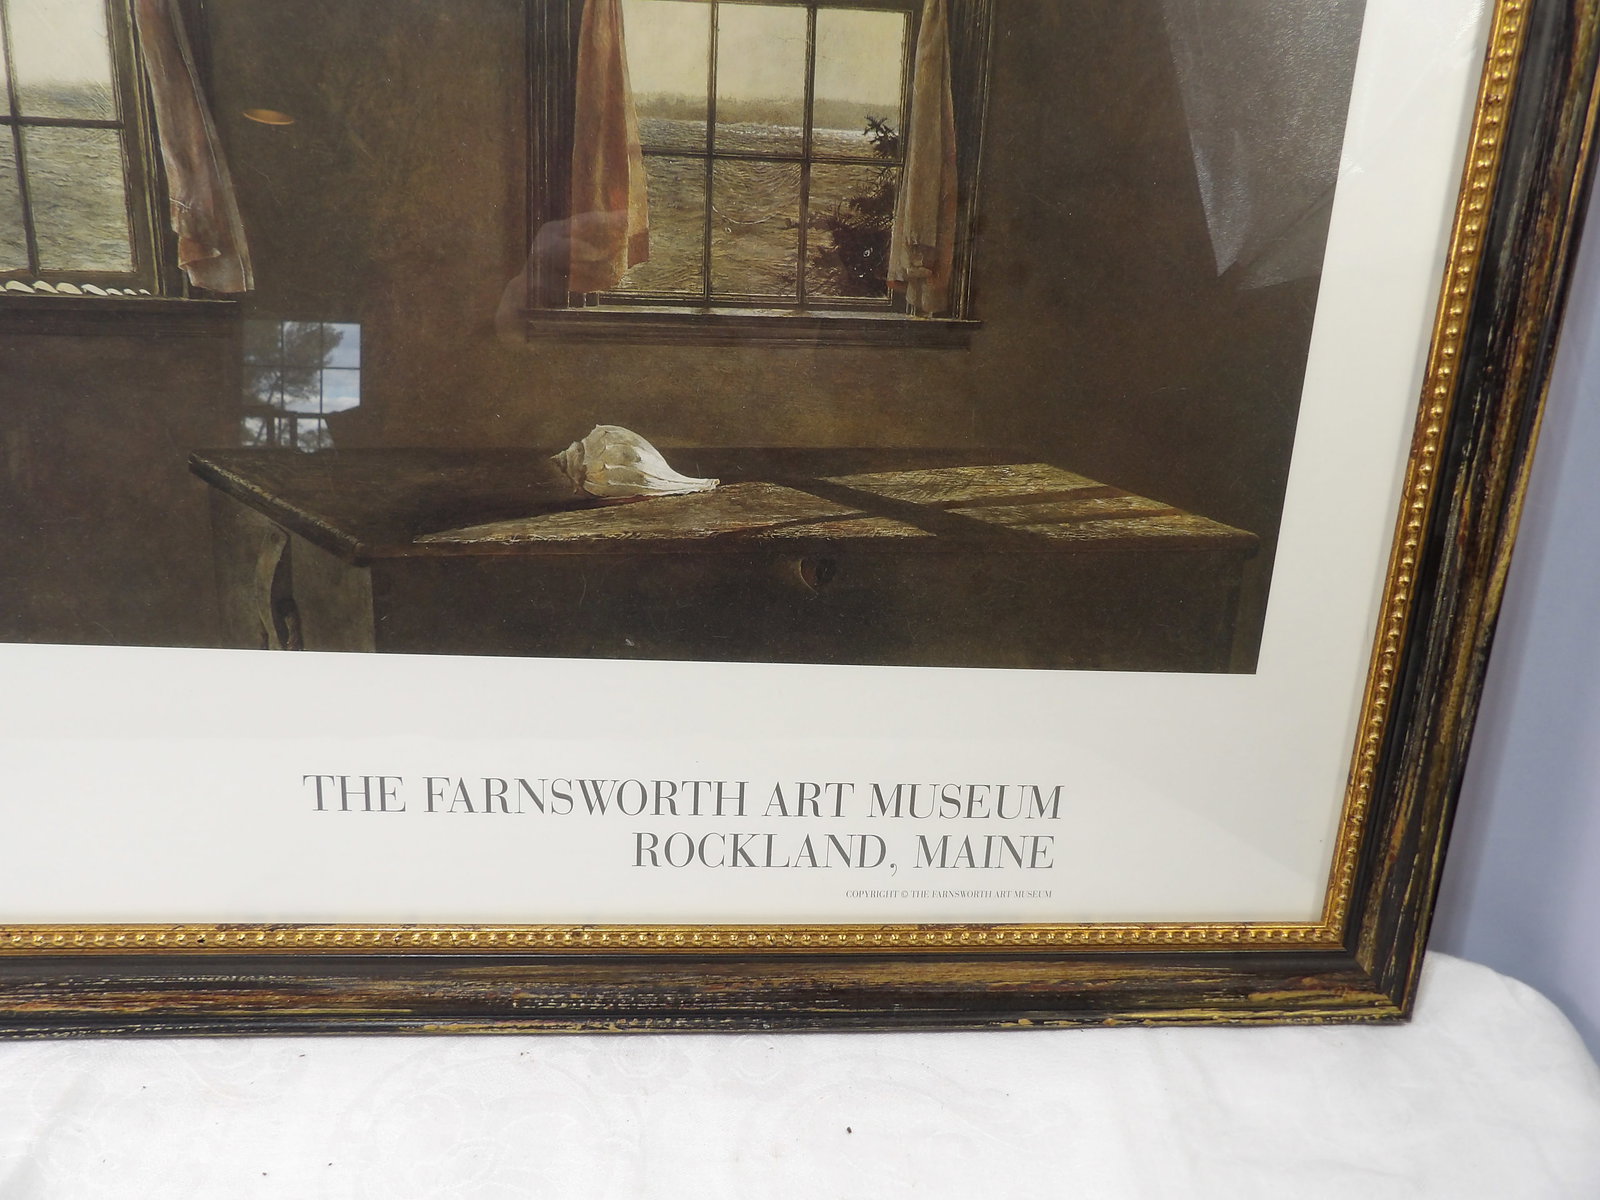 THE FARNSWORTH ART MUSEUM
ROCKLAND, MAINE
COPYRIGHT © THE FARNSWORTH ART MUSEUM